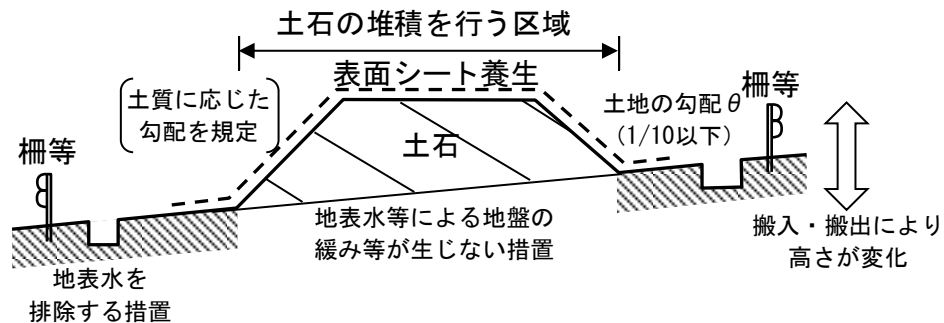 土石の堆積を行う区域
表面シート養生
土質に応じた
勾配を規定
土地の勾配θ
(1/10以下)
柵等
柵等
土石
地表水等による地盤の
緩み等が生じない措置
搬入・搬出により
高さが変化
地表水を
排除する措置